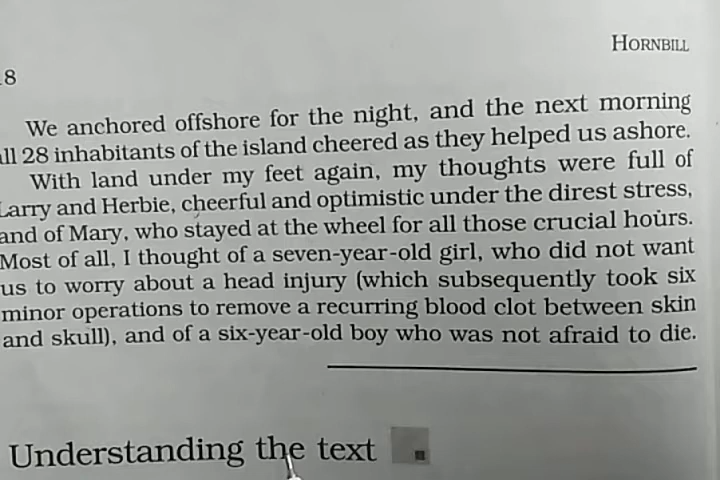 HORNBILL
8
We anchored offshore for the night, and the next morning
all 28 inhabitants of the island cheered as they helped us ashore.
With land under my feet again, my thoughts were full of
Larry and Herbie, cheerful and optimistic under the direst stress,
and of Mary, who stayed at the wheel for all those crucial hours.
Most of all, I thought of a seven-year-old girl, who did not want
us to worry about a head injury (which subsequently took six
minor operations to remove a recurring blood clot between skin
and skull), and of a six-year-old boy who was not afraid to die.
Understanding the text